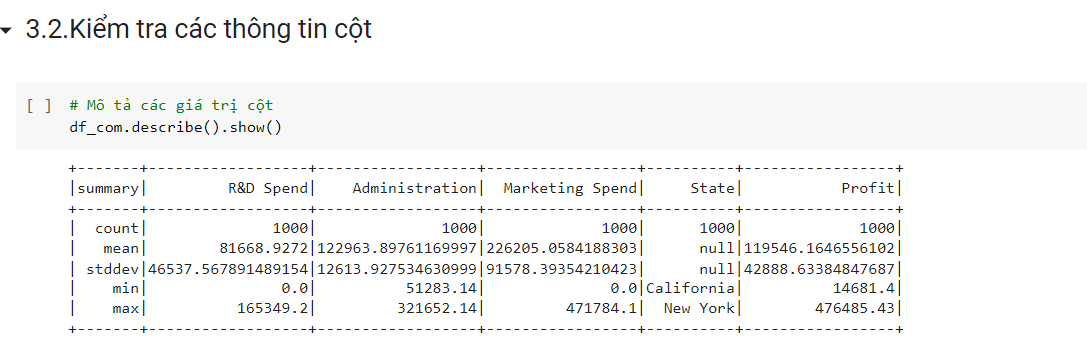 3.2.Kiểm tra các thông tin cột
[ ] # Mô tả các giá trị cột
df_com.describe().show()
+-------+------------------+------------------+-----------------+----------+-----------------+
|summary|         R&D Spend|    Administration|  Marketing Spend|     State|           Profit|
+-------+------------------+------------------+-----------------+----------+-----------------+
|  count|              1000|              1000|             1000|      1000|             1000|
|   mean|        81668.9272|122963.89761169997|226205.0584188303|      null|119546.1646556102|
| stddev|46537.567891489154|12613.927534630999|91578.39354210423|      null|42888.63384847687|
|    min|               0.0|          51283.14|              0.0|California|          14681.4|
|    max|          165349.2|         321652.14|         471784.1|  New York|        476485.43|
+-------+------------------+------------------+-----------------+----------+-----------------+